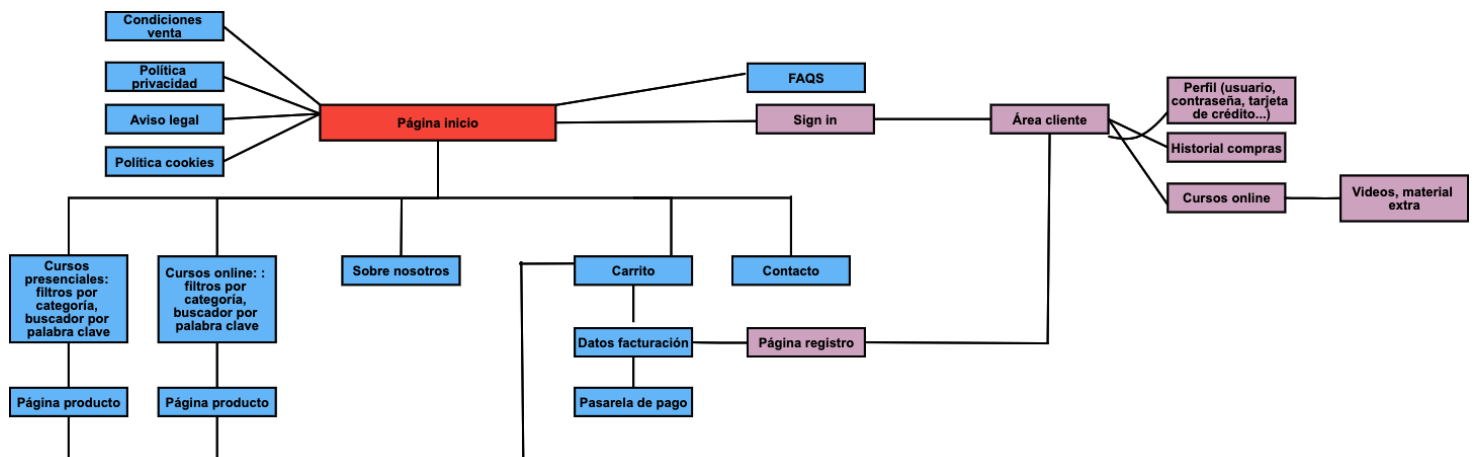 Condiciones
venta
Política
privacidad
Aviso legal
Política cookies
Página inicio
FAQS
Sign in
Área cliente
Perfil (usuario,
contraseña, tarjeta
de crédito...)
Historial compras
Cursos online
Videos, material
extra
Cursos
presenciales:
filtros por
categoría,
buscador por
palabra clave
Cursos online: :
filtros por
categoría,
buscador por
palabra clave
Sobre nosotros
Carrito
Contacto
Datos facturación
Página registro
Página producto
Página producto
Pasarela de pago